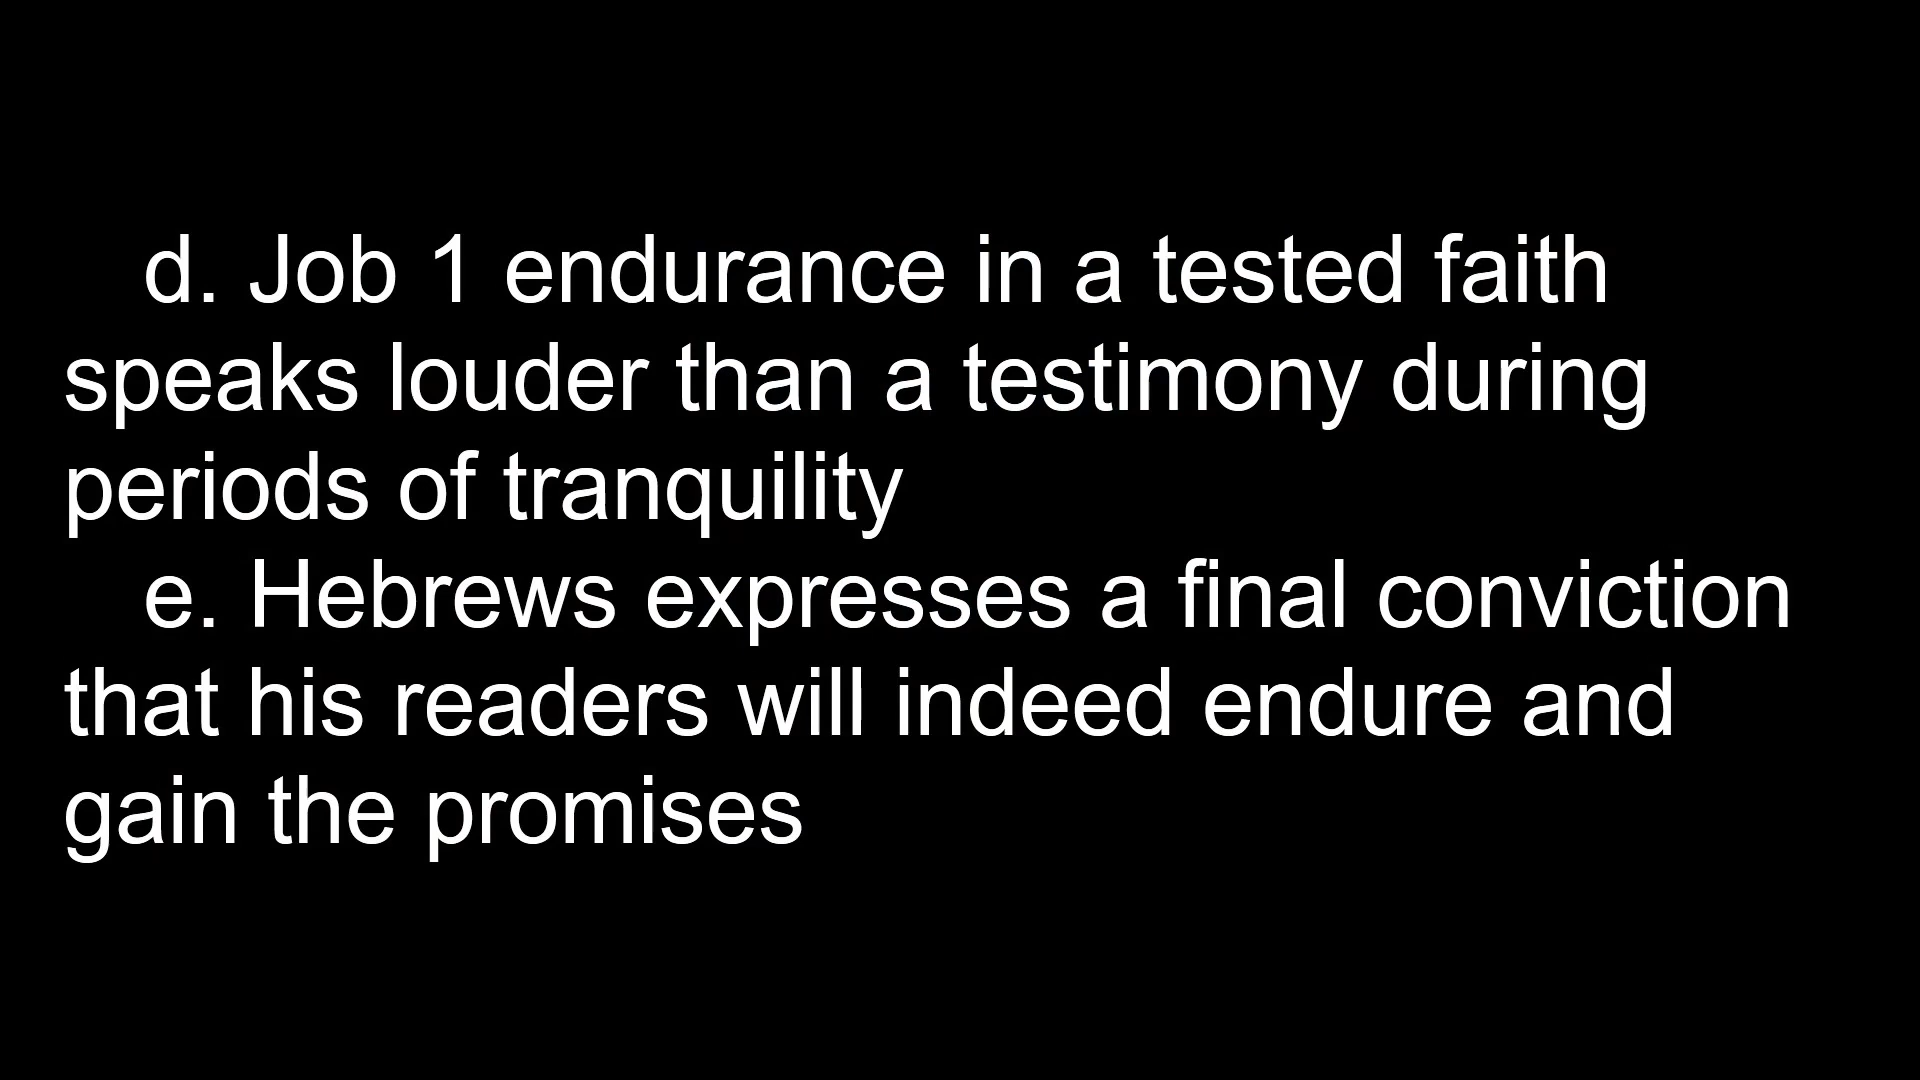 d. Job 1 endurance in a tested faith
speaks louder than a testimony during
periods of tranquility
e. Hebrews expresses a final conviction
that his readers will indeed endure and
gain the promises